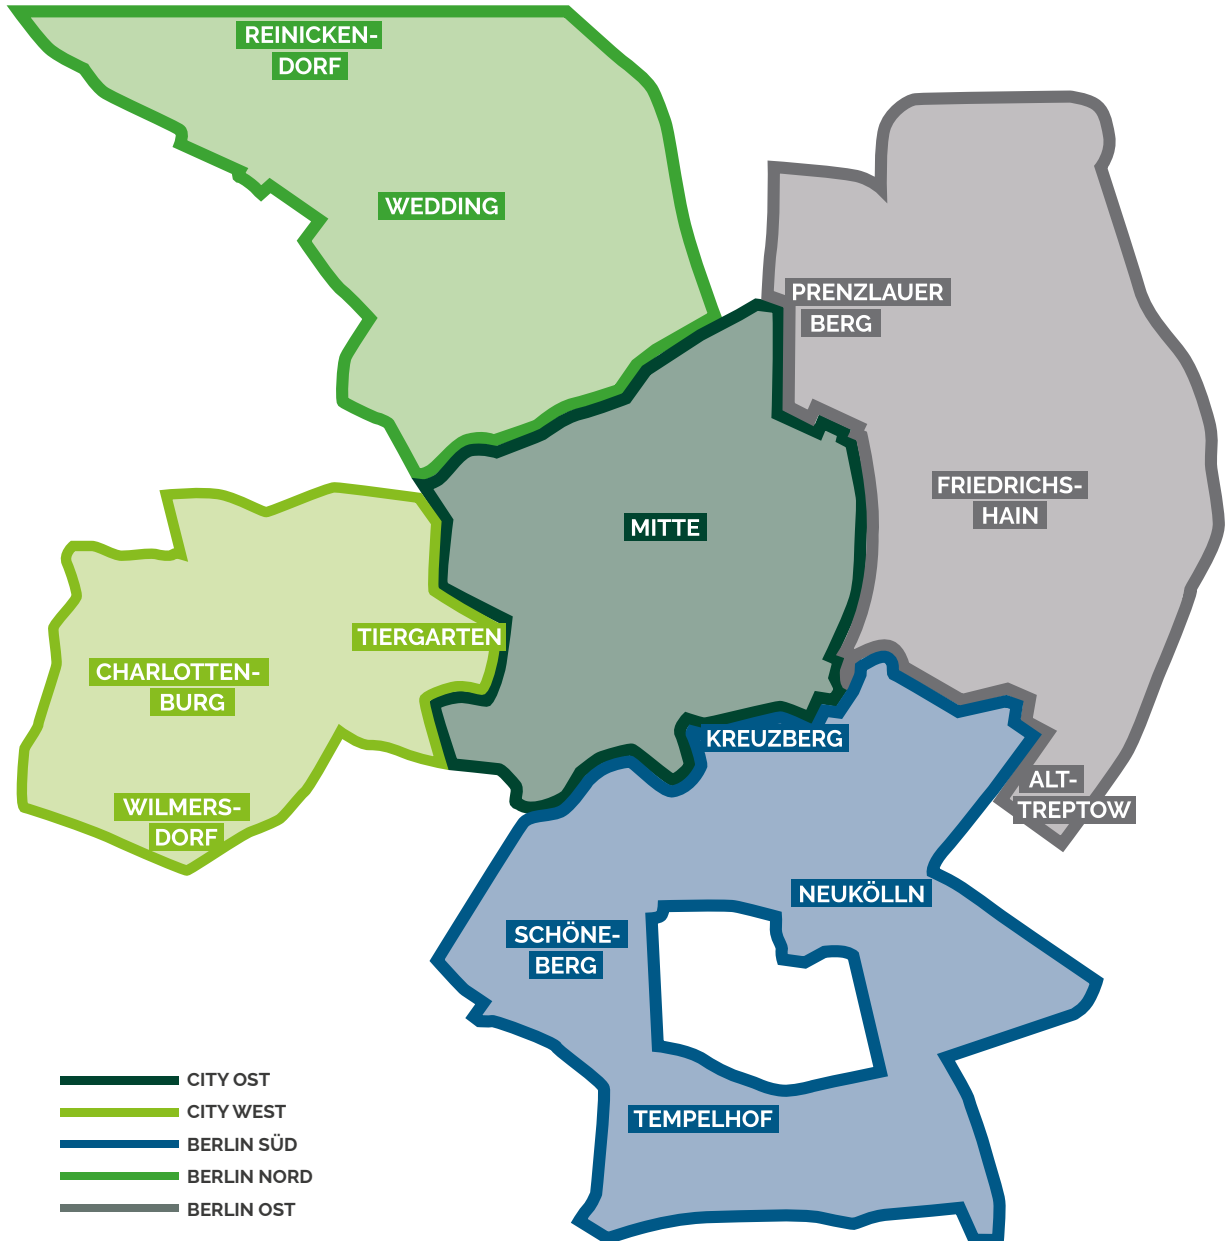 REINICKEN-
DORF
WEDDING
PRENZLAUER
BERG
FRIEDRICHS-
HAIN
MITTE
TIERGARTEN
CHARLOTTEN-
BURG
WILMERS-
DORF
KREUZBERG
ALT-
TREPTOW
NEUKÖLLN
SCHÖNE-
BERG
TEMPELHOF
CITY OST
CITY WEST
BERLIN SÜD
BERLIN NORD
BERLIN OST